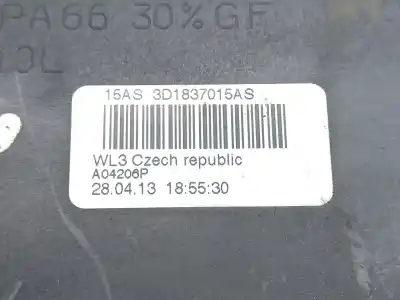 PA66 30%GF
15AS 3D1837015AS
WL3 Czech republic
A04206P
28.04.13 18:55:30